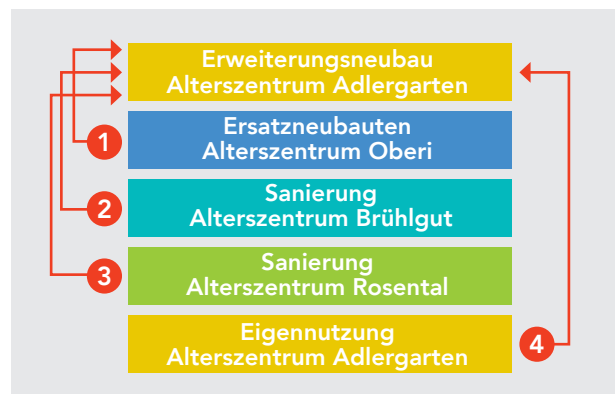 Erweiterungsneubau
Alterszentrum Adlergarten
1
Ersatzneubauten
Alterszentrum Oberi
2
Sanierung
Alterszentrum Brühlgut
3
Sanierung
Alterszentrum Rosental
Eigennutzung
Alterszentrum Adlergarten
4